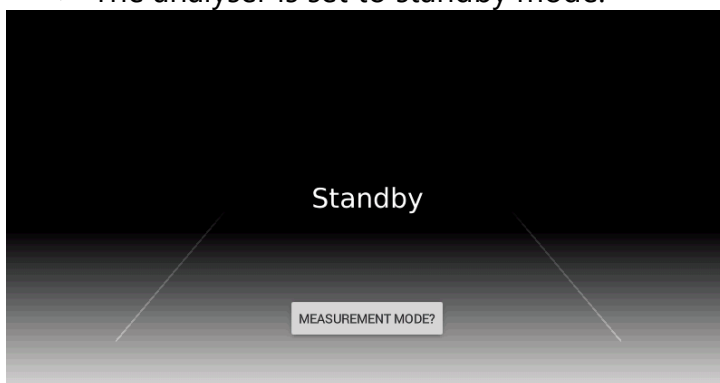 The analyser is set to standby mode.
Standby
MEASUREMENT MODE?